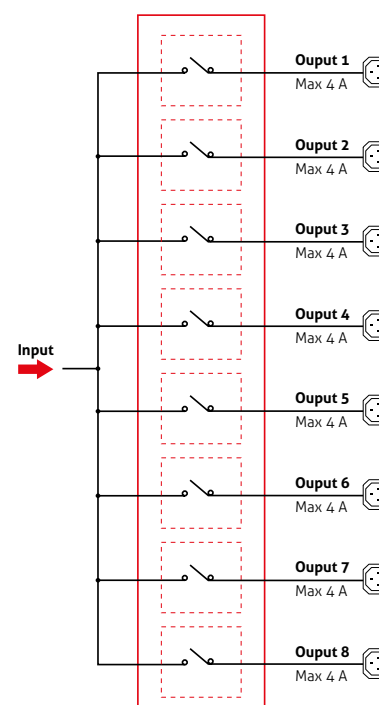 Ouput 1
Max 4 A
Ouput 2
Max 4 A
Ouput 3
Max 4 A
Ouput 4
Max 4 A
Input
Ouput 5
Max 4 A
Ouput 6
Max 4 A
Ouput 7
Max 4 A
Ouput 8
Max 4 A